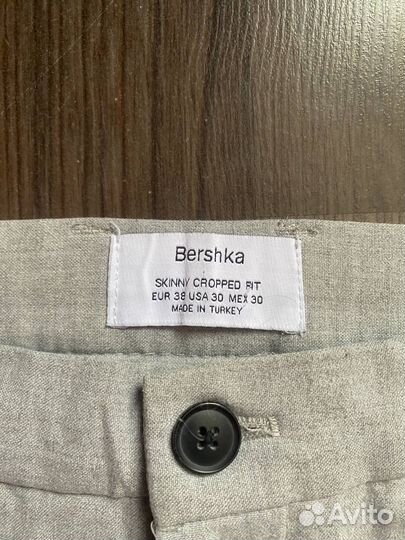 Bershka
SKINNY CROPPED FIT
EUR 38 USA 30 MEX 30
MADE IN TURKEY
Avito